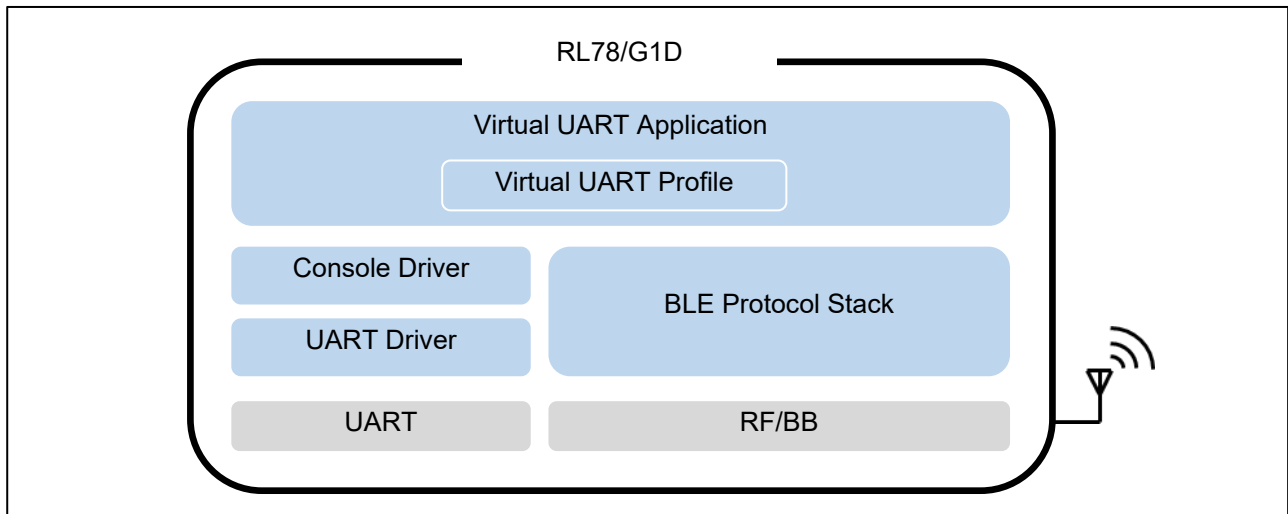 RL78/G1D
Virtual UART Application
Virtual UART Profile
Console Driver
BLE Protocol Stack
UART Driver
UART
RF/BB